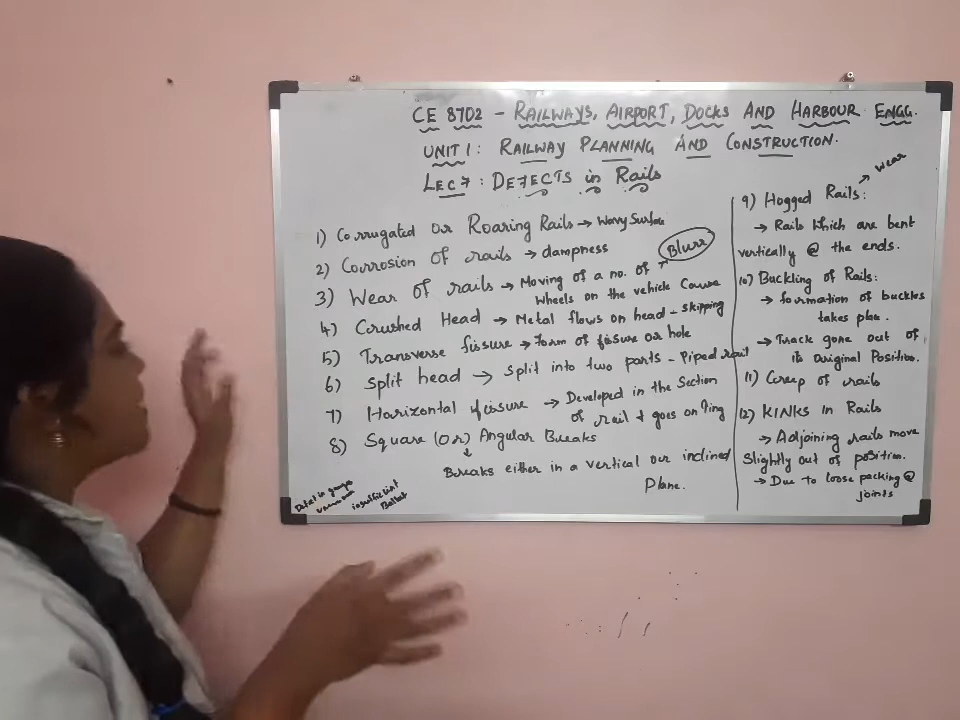 CE 8702 - RAILWAYS, AIRPORT, DOCKS AND HARBOUR ENGG.
UNIT 1: RAILWAY PLANNING AND CONSTRUCTION.
LEC 7: DEFECTS in Rails
1) Corrugated or Roaring Rails → Wavy Surface
2) Corrosion of rails → dampness
3) Wear of rails → Moving of a no. of → Blurr
Wheels on the vehicle Cause
4) Crushed Head → Metal flows on head - skipping
5) Transverse fissure → Form of fissure or hole
6) Split head → Split into two parts - Piped rail
7) Horizontal fissure → Developed in the Section
of rail & goes on ↑ing
8) Square (or) Angular Breaks
↓
Breaks either in a vertical or inclined
Plane.
insufficient
Ballast
9) Hogged Rails: → Wear
→ Rails which are bent
vertically @ the ends.
10) Buckling of Rails:
→ formation of buckles
takes place.
→ Track gone out of
its Original Position.
11) Creep of rails
12) KINKS in Rails
→ Adjoining rails move
Slightly out of position.
→ Due to loose packing @
joints